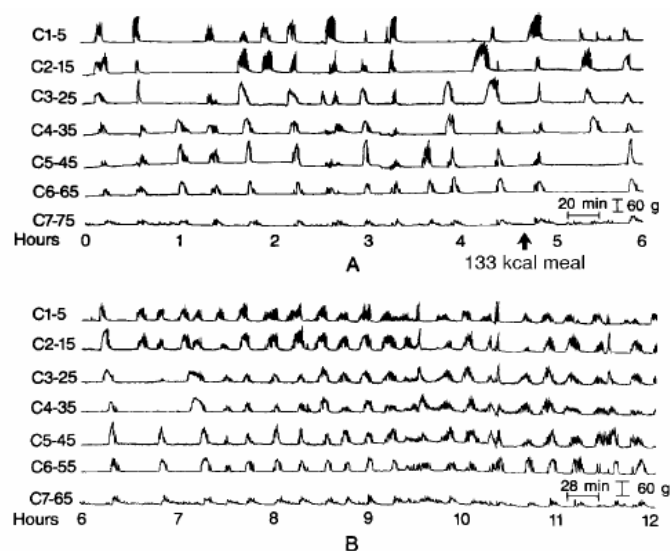 C1-5
C2-15
C3-25
C4-35
C5-45
C6-65
C7-75
20 min 60 g
Hours 0 1 2 3 4 5 6
A
133 kcal meal
C1-5
C2-15
C3-25
C4-35
C5-45
C6-55
C7-65
28 min 60 g
Hours 6 7 8 9 10 11 12
B